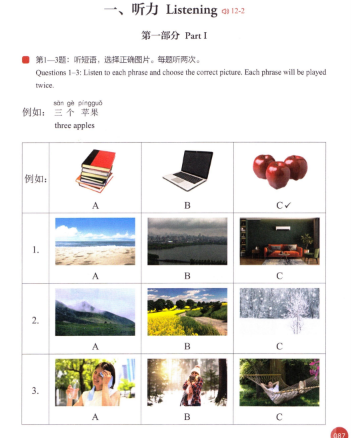 一、听力 Listening 12-2
第一部分 Part I
第1—3题：听短语，选择正确图片。每题听两次。
Questions 1-3: Listen to each phrase and choose the correct picture. Each phrase will be played
twice.
sān gè píngguǒ
例如： 三 个 苹果
three apples
例如：
A B C✓
1.
A B C
2.
A B C
3.
A B C
087